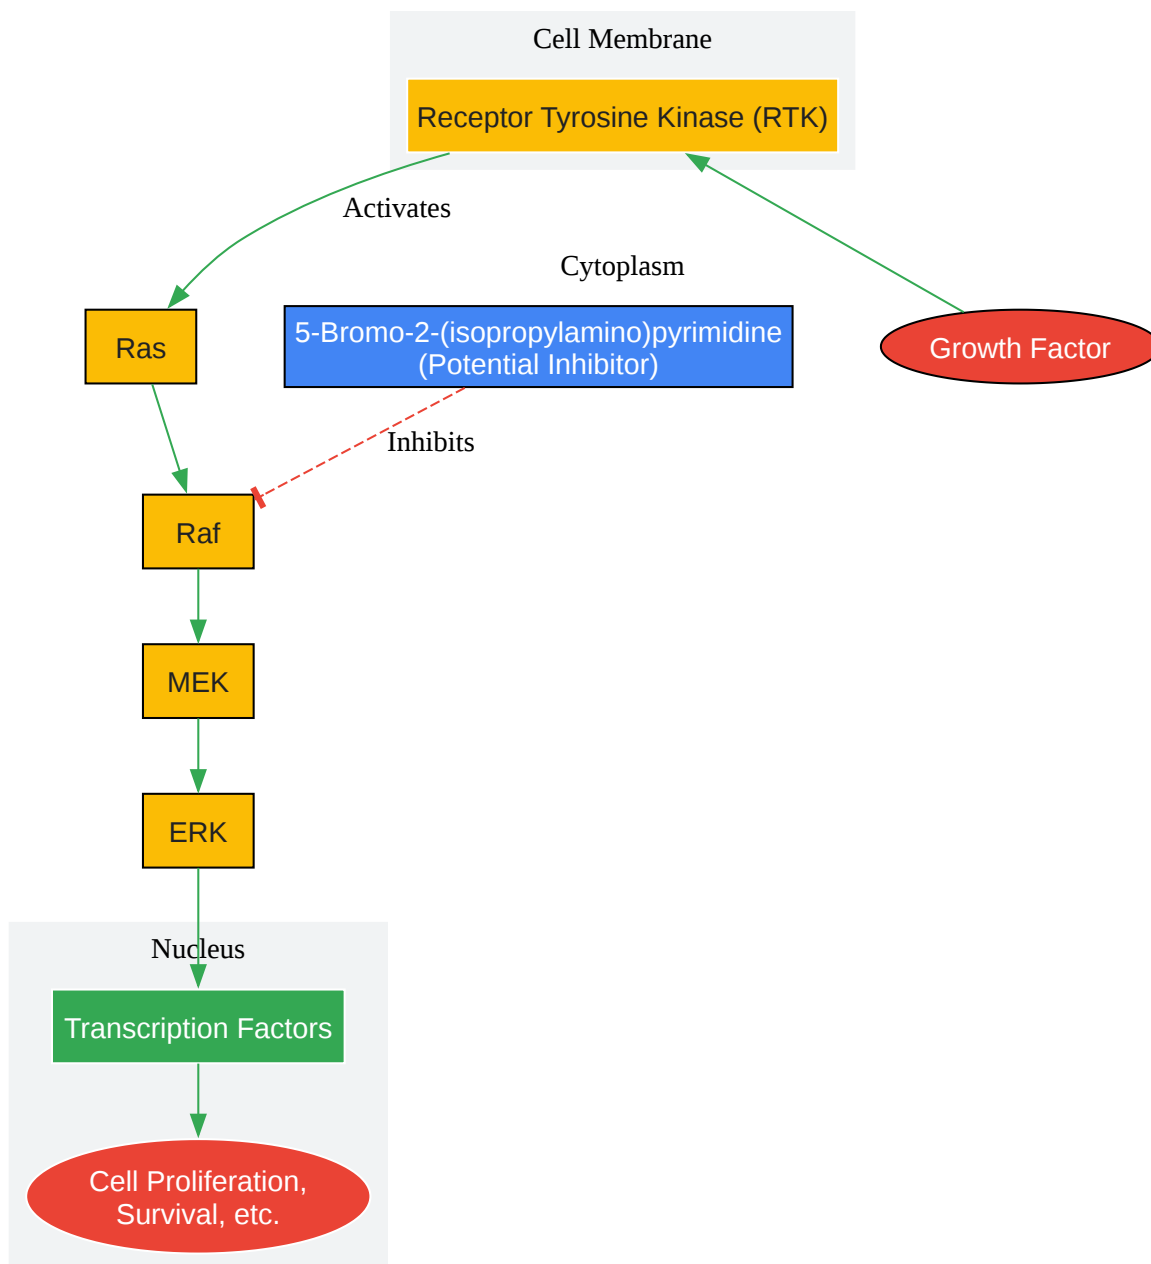 Cell Membrane
Receptor Tyrosine Kinase (RTK)
Activates
Cytoplasm
Ras
5-Bromo-2-(isopropylamino)pyrimidine
(Potential Inhibitor)
Growth Factor
Inhibits
Raf
MEK
ERK
Nucleus
Transcription Factors
Cell Proliferation,
Survival, etc.